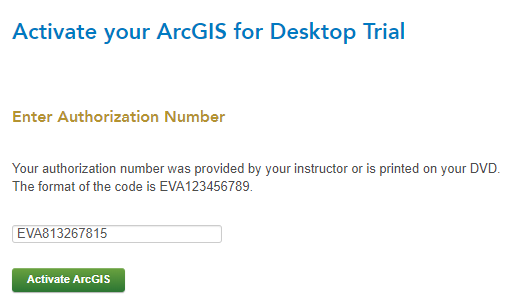 Activate your ArcGIS for Desktop Trial
Enter Authorization Number
Your authorization number was provided by your instructor or is printed on your DVD.
The format of the code is EVA123456789.
EVA813267815
Activate ArcGIS